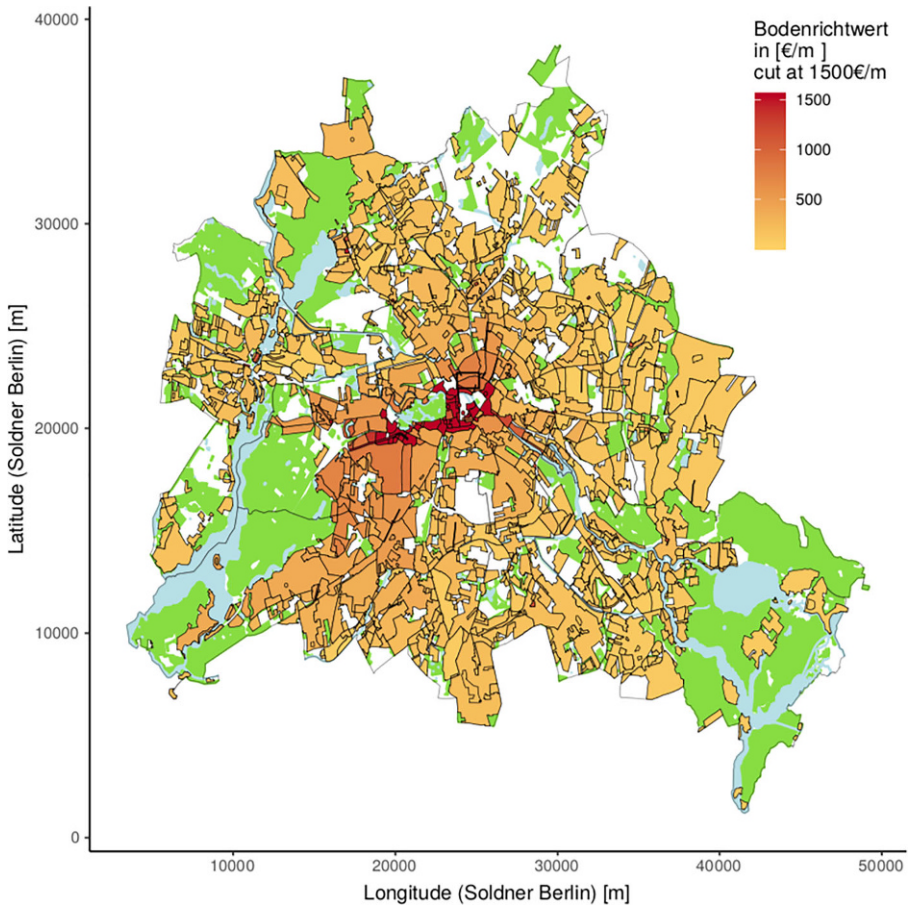 Bodenrichtwert
in [€/m ]
cut at 1500€/m
1500
1000
500
40000
30000
20000
10000
0
Latitude (Soldner Berlin) [m]
10000
20000
30000
40000
50000
Longitude (Soldner Berlin) [m]